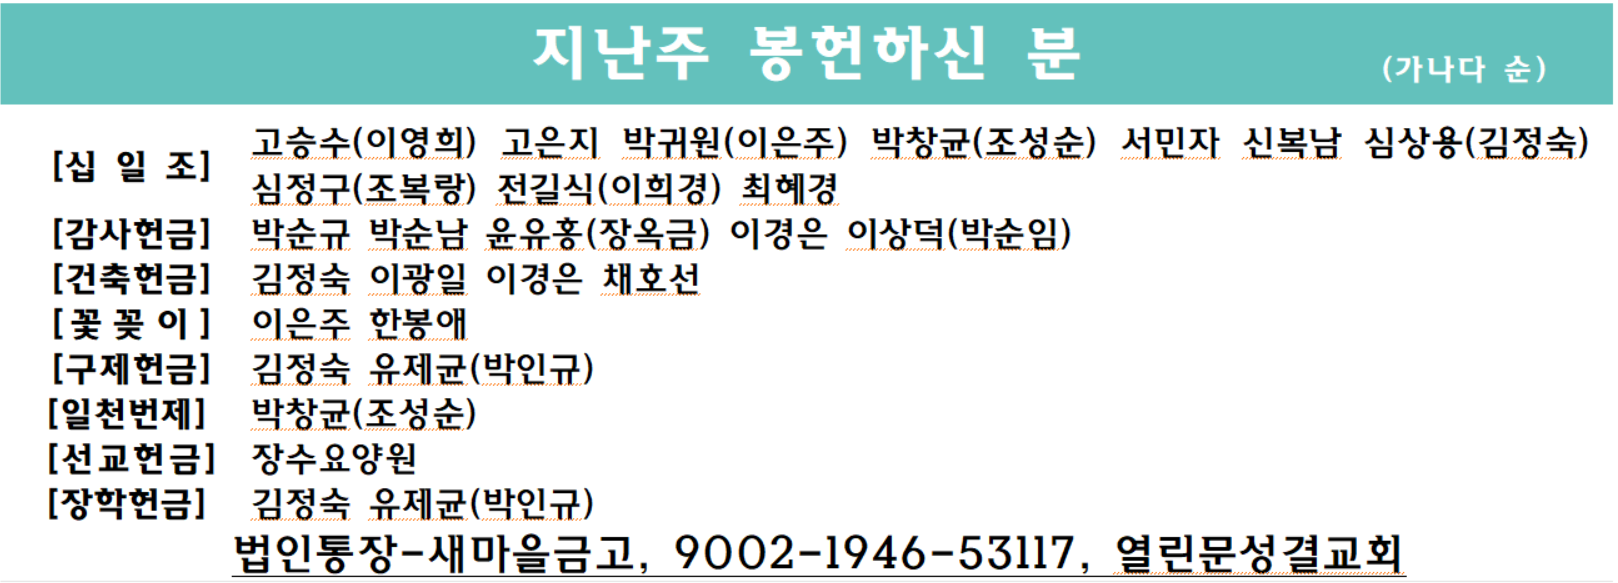 지난주 봉헌하신 분 (가나다 순)
[십 일 조] 고승수(이영희) 고은지 박귀원(이은주) 박창균(조성순) 서민자 신복남 심상용(김정숙)
심정구(조복랑) 전길식(이희경) 최혜경
[감사헌금] 박순규 박순남 윤유홍(장옥금) 이경은 이상덕(박순임)
[건축헌금] 김정숙 이광일 이경은 채호선
[꽃 꽂 이] 이은주 한봉애
[구제헌금] 김정숙 유제균(박인규)
[일천번제] 박창균(조성순)
[선교헌금] 장수요양원
[장학헌금] 김정숙 유제균(박인규)
법인통장-새마을금고, 9002-1946-53117, 열린문성결교회